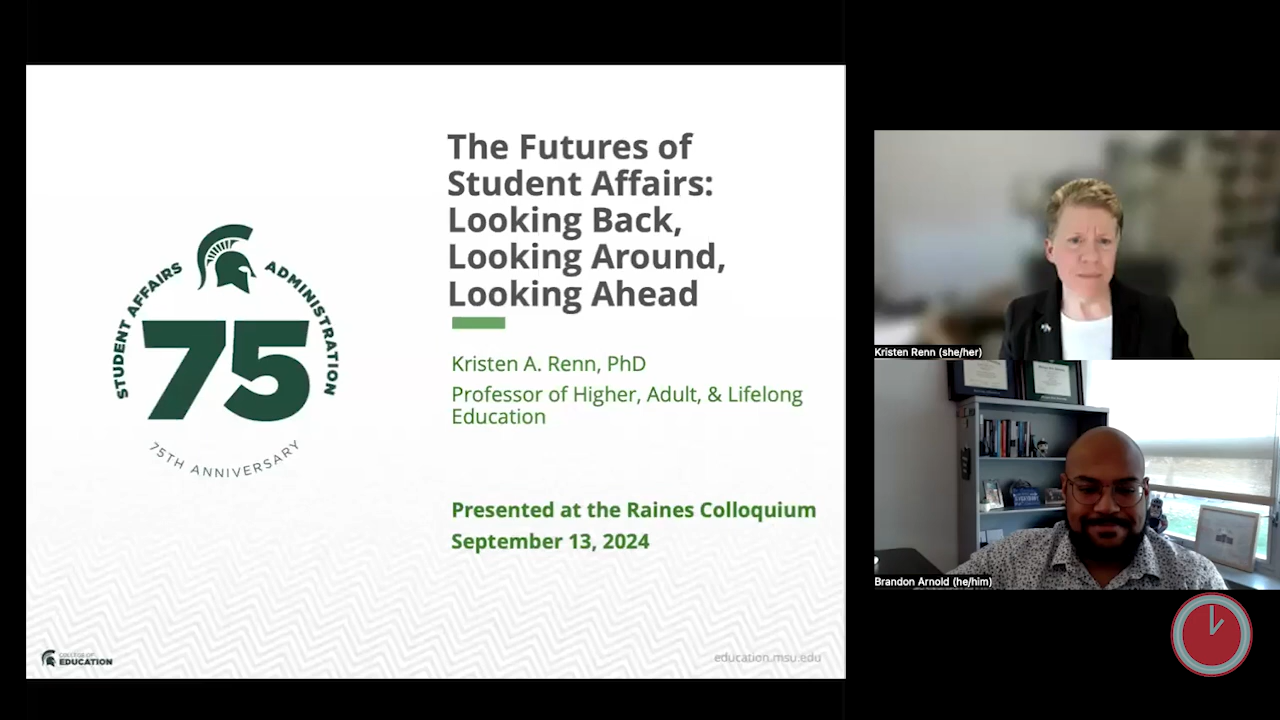 The Futures of
Student Affairs:
Looking Back,
Looking Around,
Looking Ahead
Kristen A. Renn, PhD
Professor of Higher, Adult, & Lifelong
Education
Presented at the Raines Colloquium
September 13, 2024
STUDENT AFFAIRS ADMINISTRATION
75
75TH ANNIVERSARY
COLLEGE OF
EDUCATION
education.msu.edu
Kristen Renn (she/her)
Brandon Arnold (he/him)